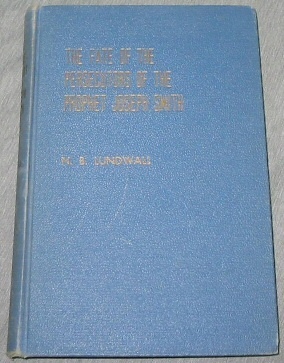 THE FATE OF THE
PERSECUTORS OF THE
PROPHET JOSEPH SMITH
N. B. LUNDWALL